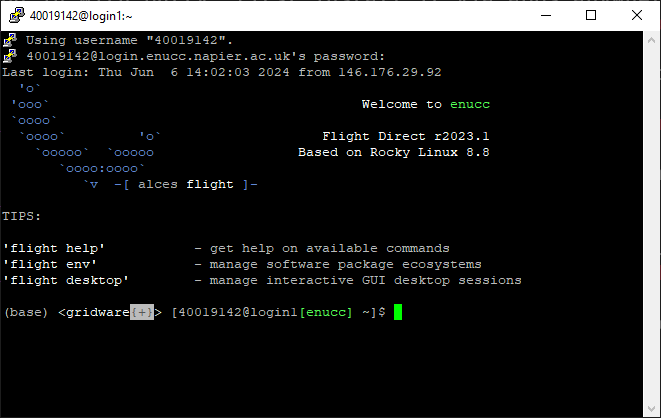 40019142@login1:~
Using username "40019142".
40019142@login.enucc.napier.ac.uk's password:
Last login: Thu Jun  6 14:02:03 2024 from 146.176.29.92
  'o`
 'ooo`                                      Welcome to enucc
 `oooo`
  `oooo`         'o`                    Flight Direct r2023.1
    `ooooo`  `ooooo                  Based on Rocky Linux 8.8
       `oooo:oooo`
          `v  -[ alces flight ]-
TIPS:
'flight help'           - get help on available commands
'flight env'            - manage software package ecosystems
'flight desktop'        - manage interactive GUI desktop sessions
(base) <gridware{+}> [40019142@login1[enucc] ~]$